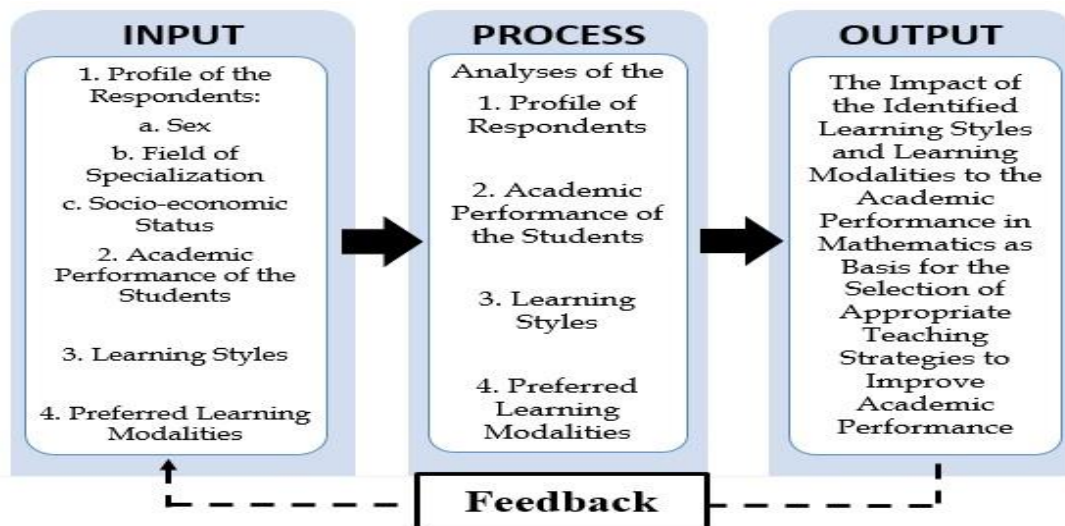 INPUT
1. Profile of the
Respondents:
a. Sex
b. Field of
Specialization
c. Socio-economic
Status
2. Academic
Performance of the
Students
3. Learning Styles
4. Preferred Learning
Modalities
PROCESS
Analyses of the
1. Profile of
Respondents
2. Academic
Performance of
the Students
3. Learning
Styles
4. Preferred
Learning
Modalities
OUTPUT
The Impact of
the Identified
Learning Styles
and Learning
Modalities to the
Academic
Performance in
Mathematics as
Basis for the
Selection of
Appropriate
Teaching
Strategies to
Improve
Academic
Performance
Feedback